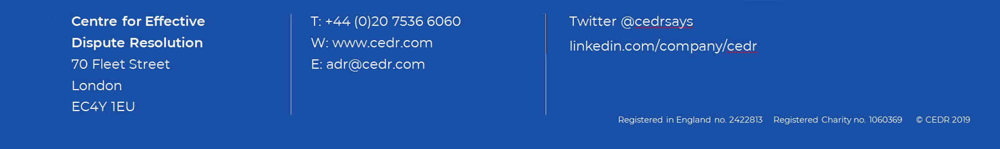 Centre for Effective
Dispute Resolution
70 Fleet Street
London
EC4Y 1EU
T: +44 (0)20 7536 6060
W: www.cedr.com
E: adr@cedr.com
Twitter @cedrsays
linkedin.com/company/cedr
Registered in England no. 2422813 Registered Charity no. 1060369 © CEDR 2019